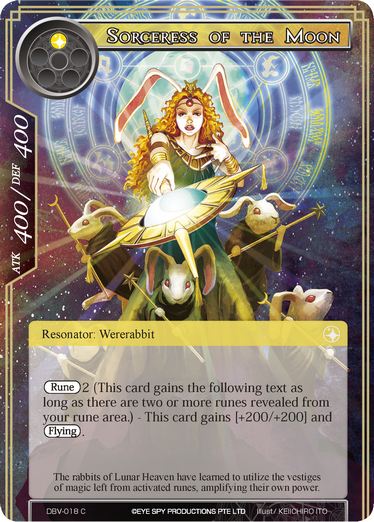 Sorceress of the Moon
ATK 400/DEF 400
Resonator: Wererabbit
Rune 2 (This card gains the following text as
long as there are two or more runes revealed from
your rune area.) - This card gains [+200/+200] and
Flying.
The rabbits of Lunar Heaven have learned to utilize the vestiges
of magic left from activated runes, amplifying their own power.
DBV-018 C ©EYE SPY PRODUCTIONS PTE LTD Illust/ KEIICHIRO ITO